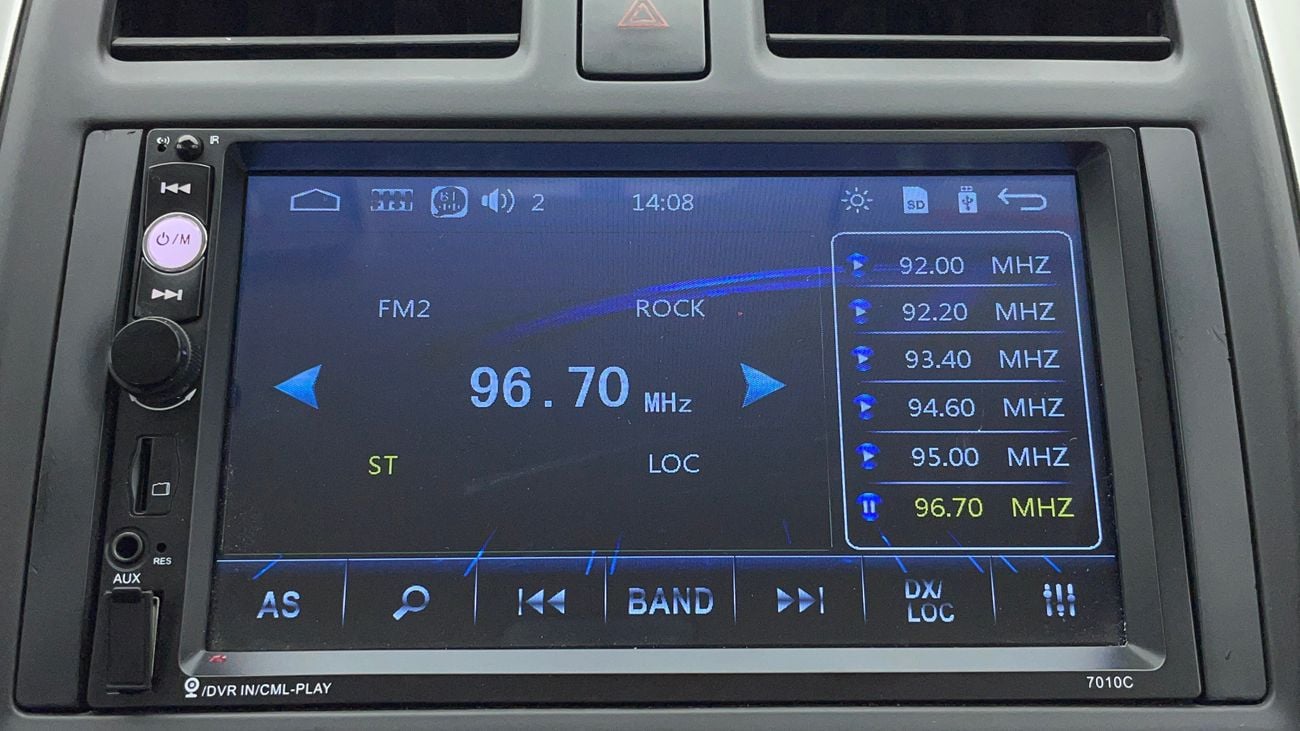 IR
2 14:08 SD
⏻/M
FM2 ROCK
96.70 MHz
ST LOC
92.00 MHZ
92.20 MHZ
93.40 MHZ
94.60 MHZ
95.00 MHZ
96.70 MHZ
RES
AUX
AS BAND DX/
LOC
/DVR IN/CML-PLAY
7010C